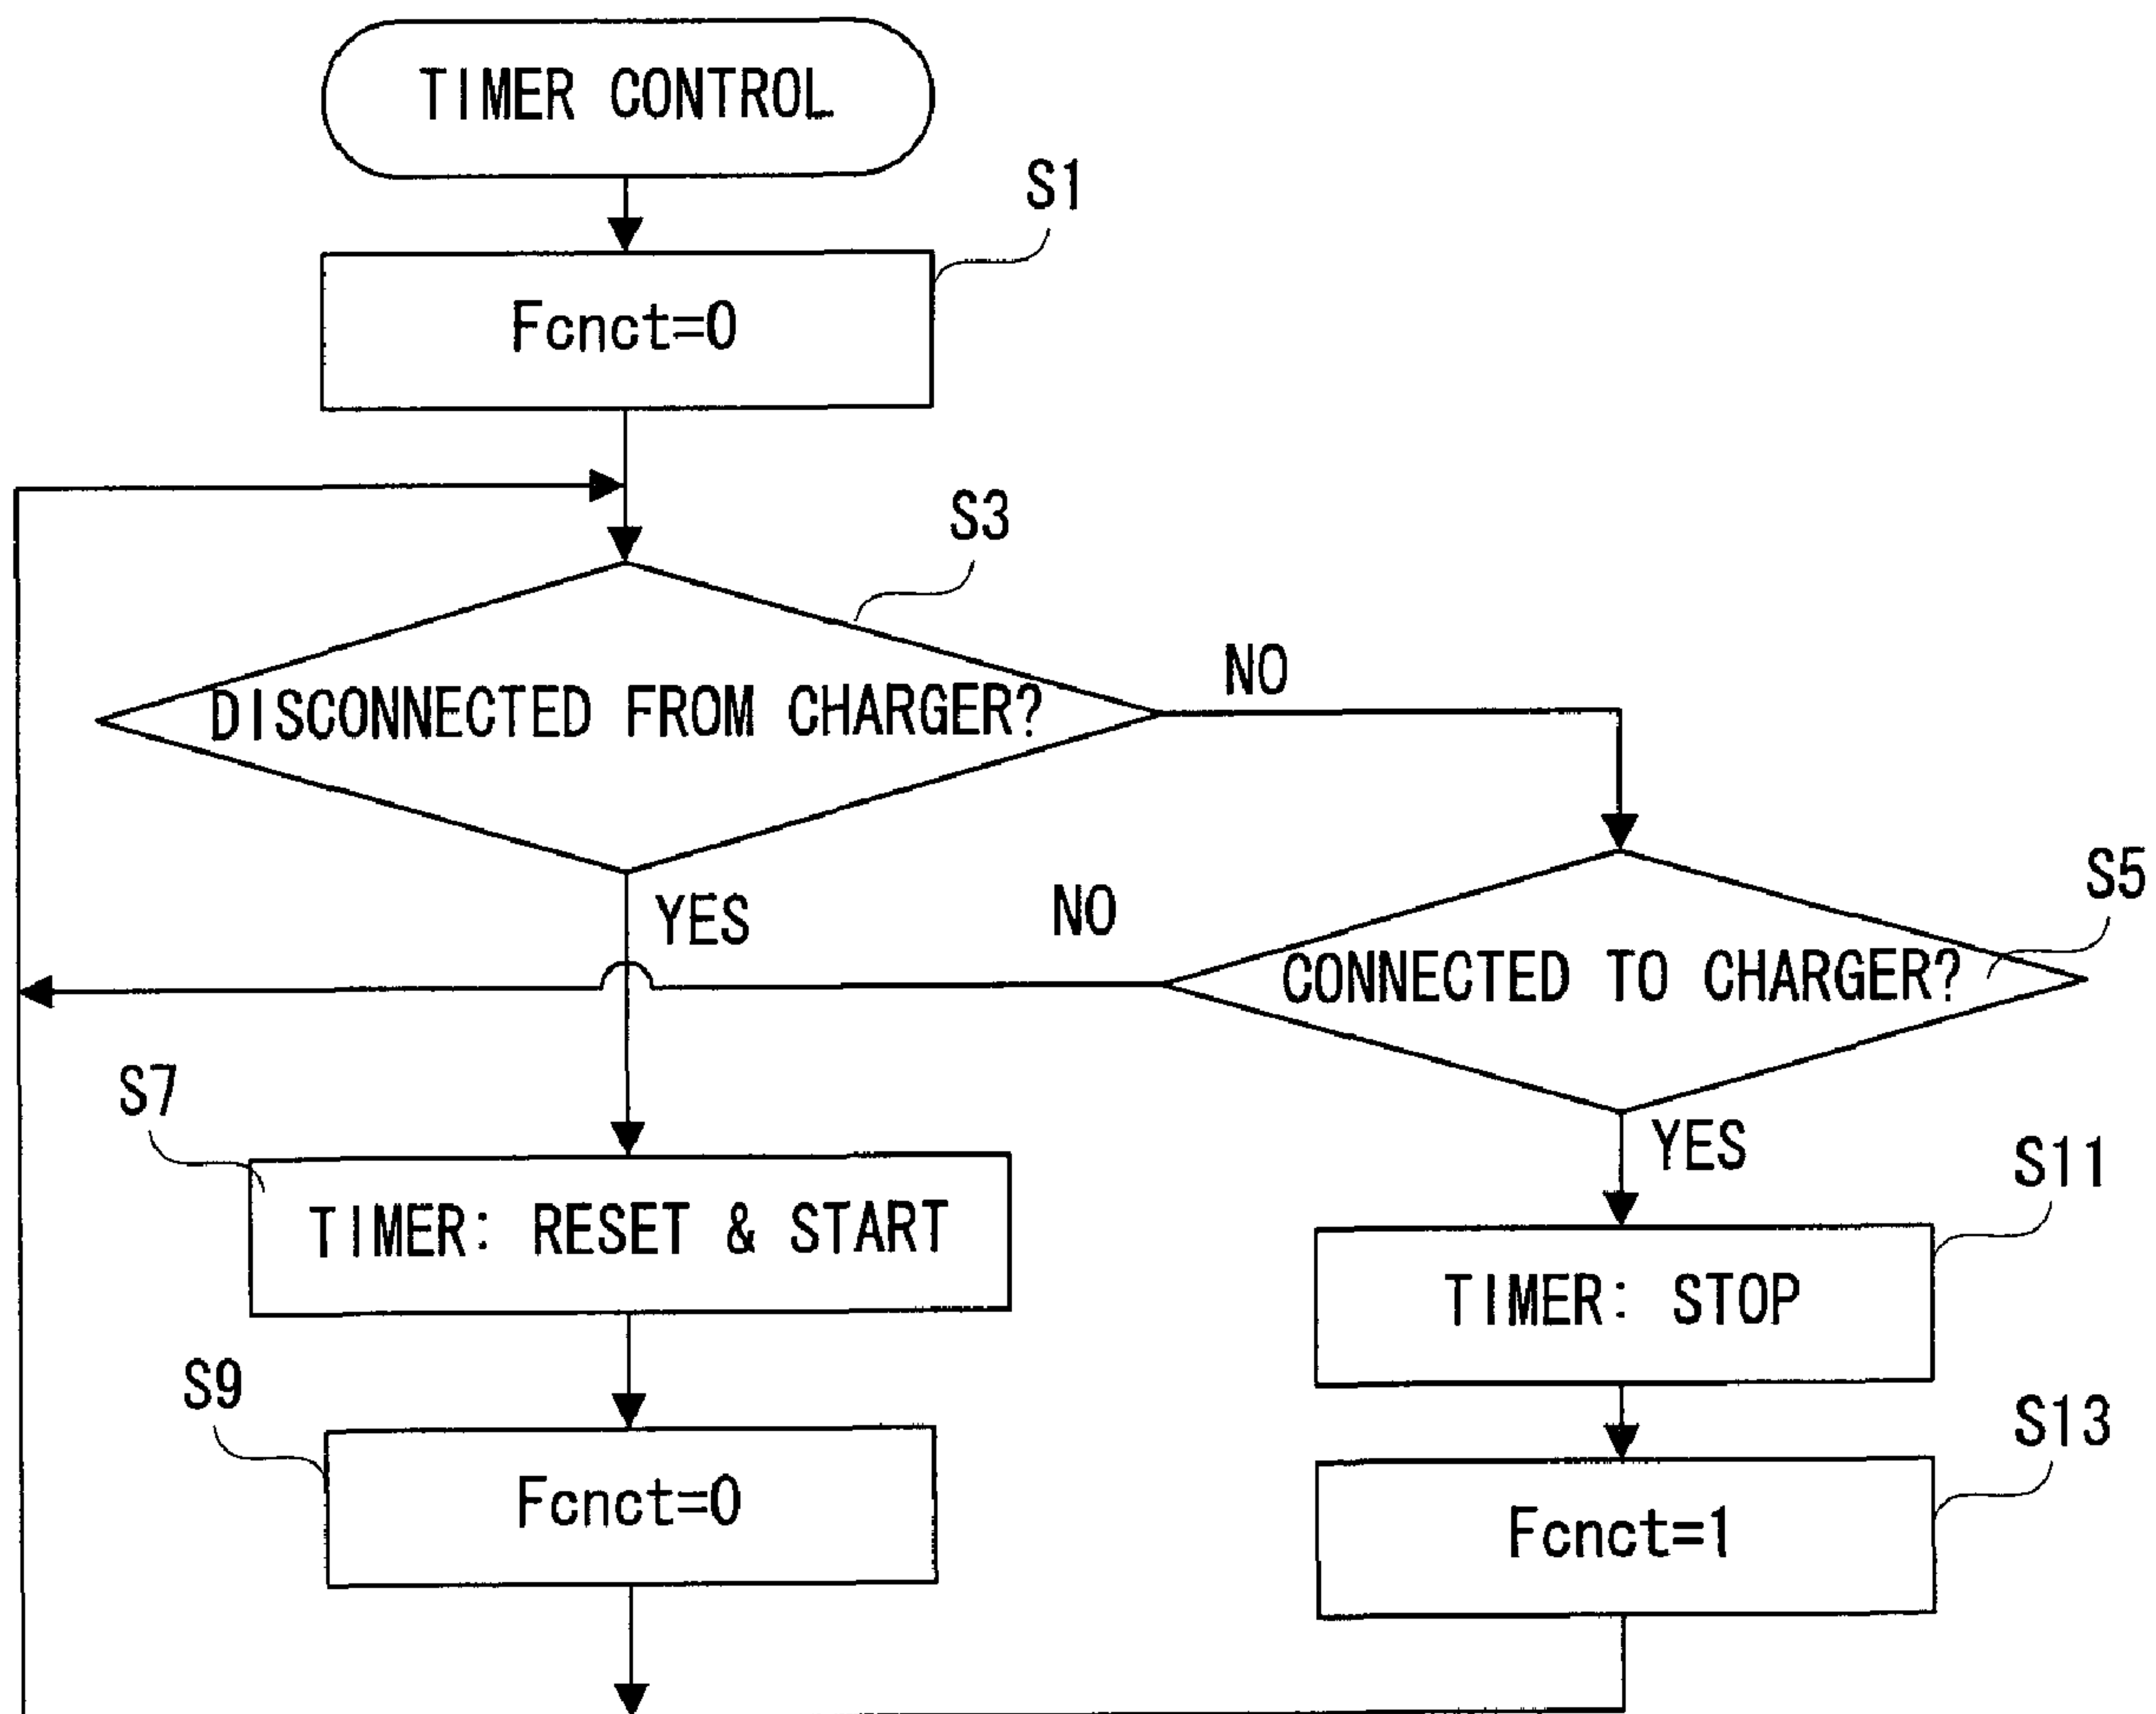 TIMER CONTROL
S1
Fcnct=0
S3
DISCONNECTED FROM CHARGER?
NO
YES
NO
S5
CONNECTED TO CHARGER?
S7
TIMER: RESET & START
YES
S11
TIMER: STOP
S9
Fcnct=0
S13
Fcnct=1